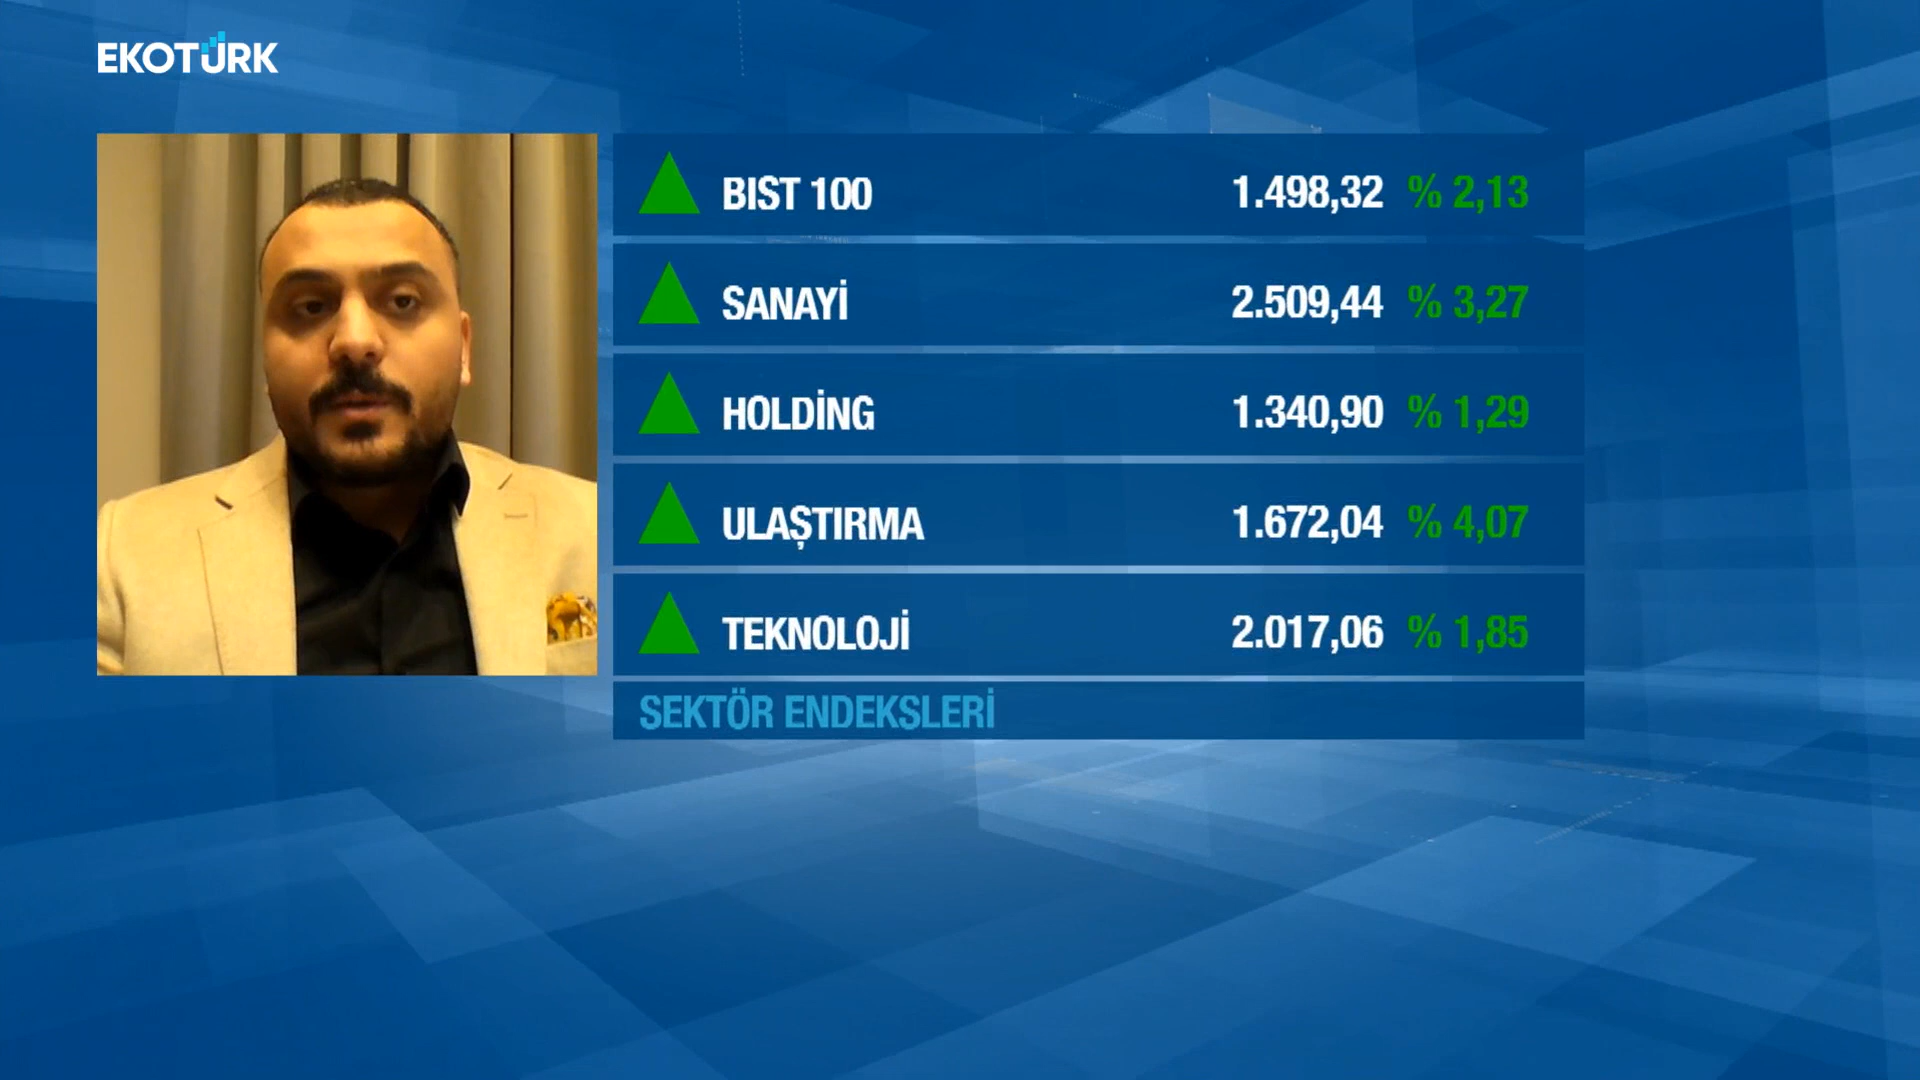 EKOTÜRK
BIST 100 1.498,32 % 2,13
SANAYİ 2.509,44 % 3,27
HOLDİNG 1.340,90 % 1,29
ULAŞTIRMA 1.672,04 % 4,07
TEKNOLOJİ 2.017,06 % 1,85
SEKTÖR ENDEKSLERİ